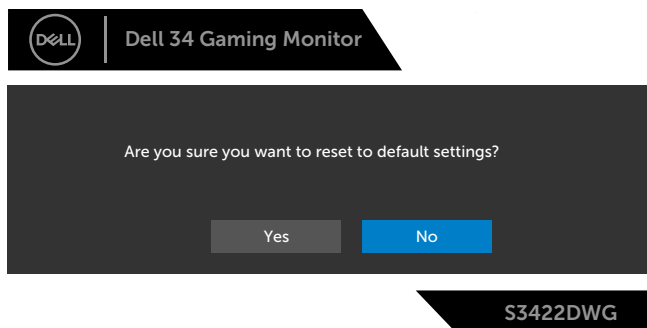 DELL
Dell 34 Gaming Monitor
Are you sure you want to reset to default settings?
Yes No
S3422DWG